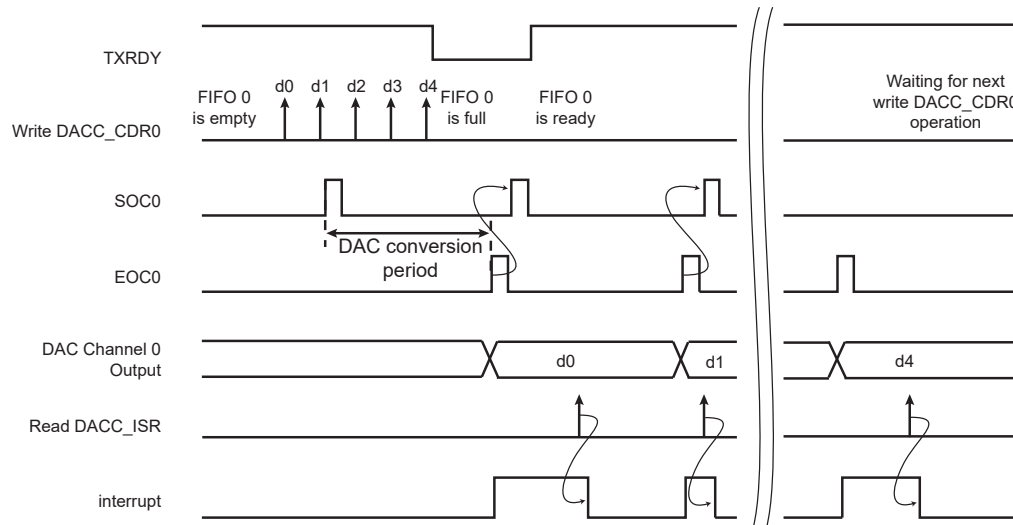 TXRDY
FIFO 0
is empty
d0
d1
d2
d3
d4
FIFO 0
is full
FIFO 0
is ready
Waiting for next
write DACC_CDR0
operation
Write DACC_CDR0
SOC0
DAC conversion
period
EOC0
DAC Channel 0
Output
d0
d1
d4
Read DACC_ISR
interrupt